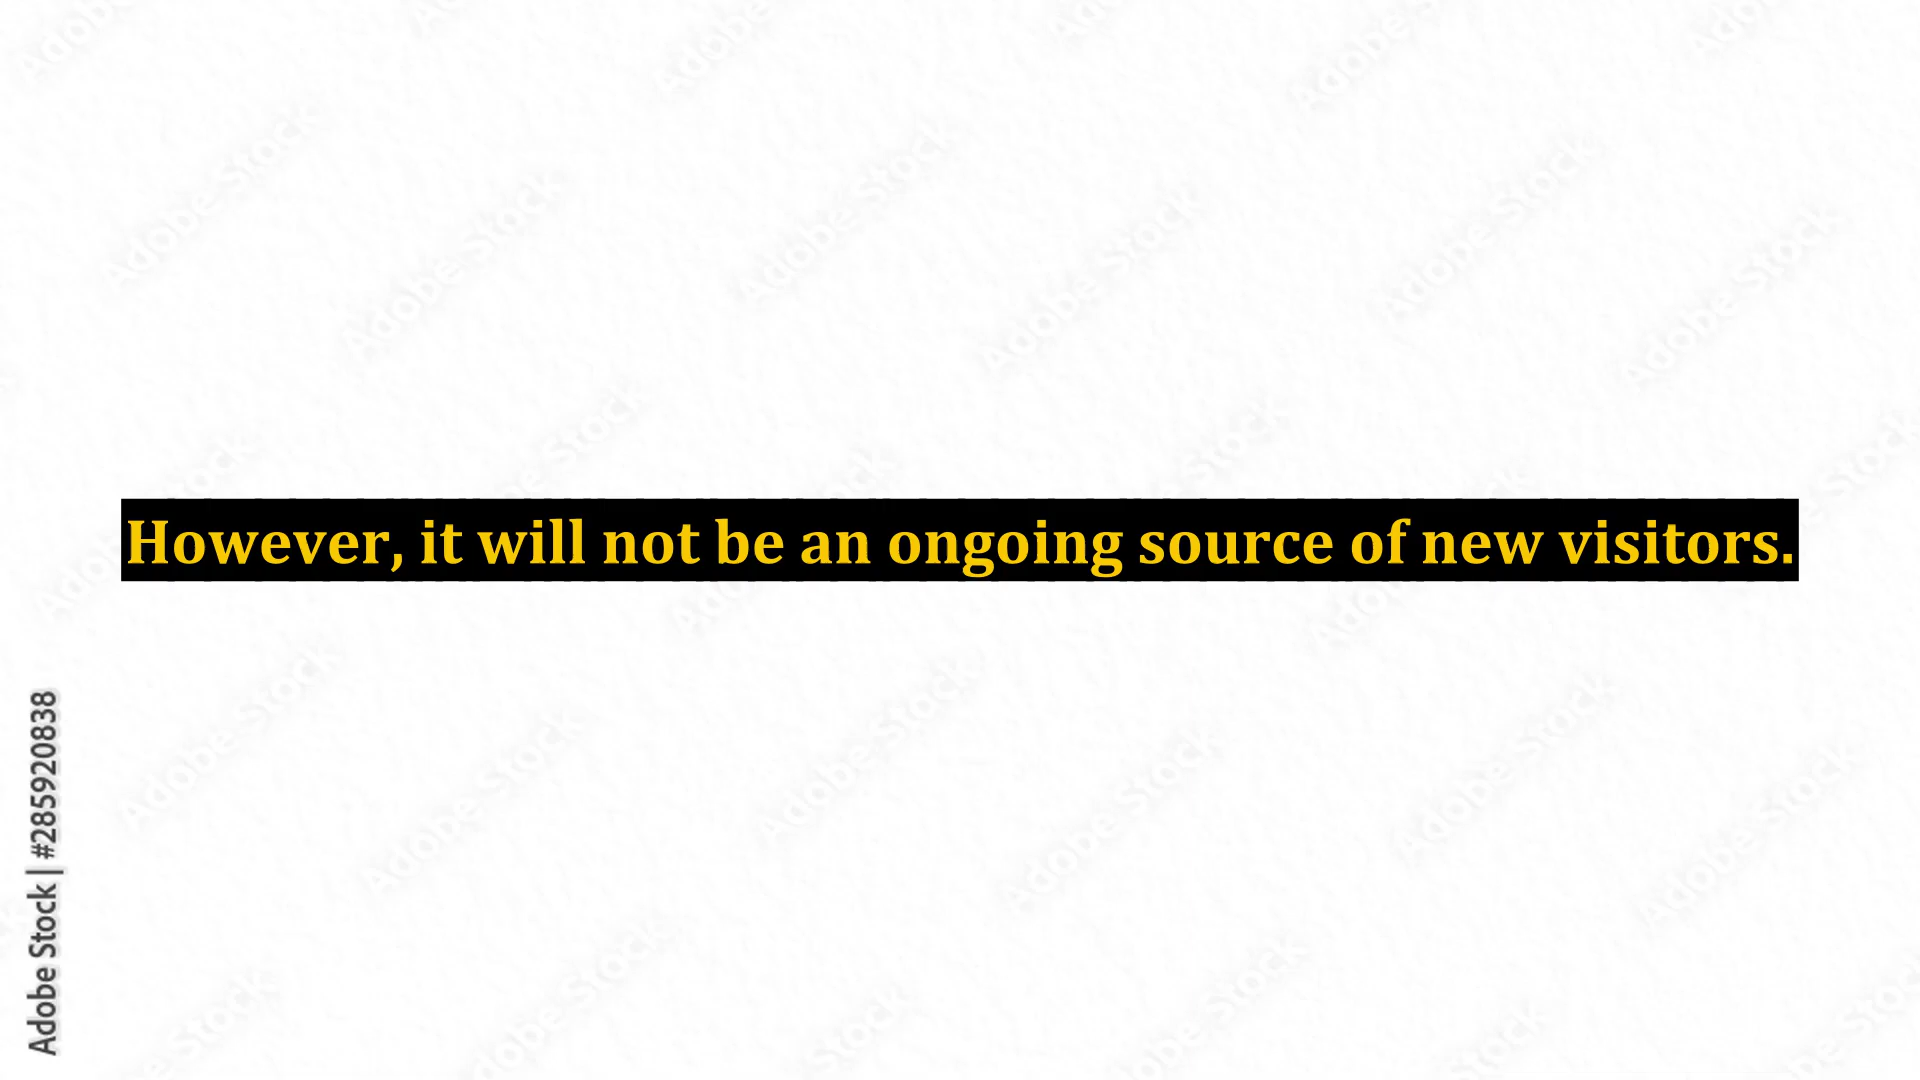 However, it will not be an ongoing source of new visitors.
Adobe Stock | #285920838